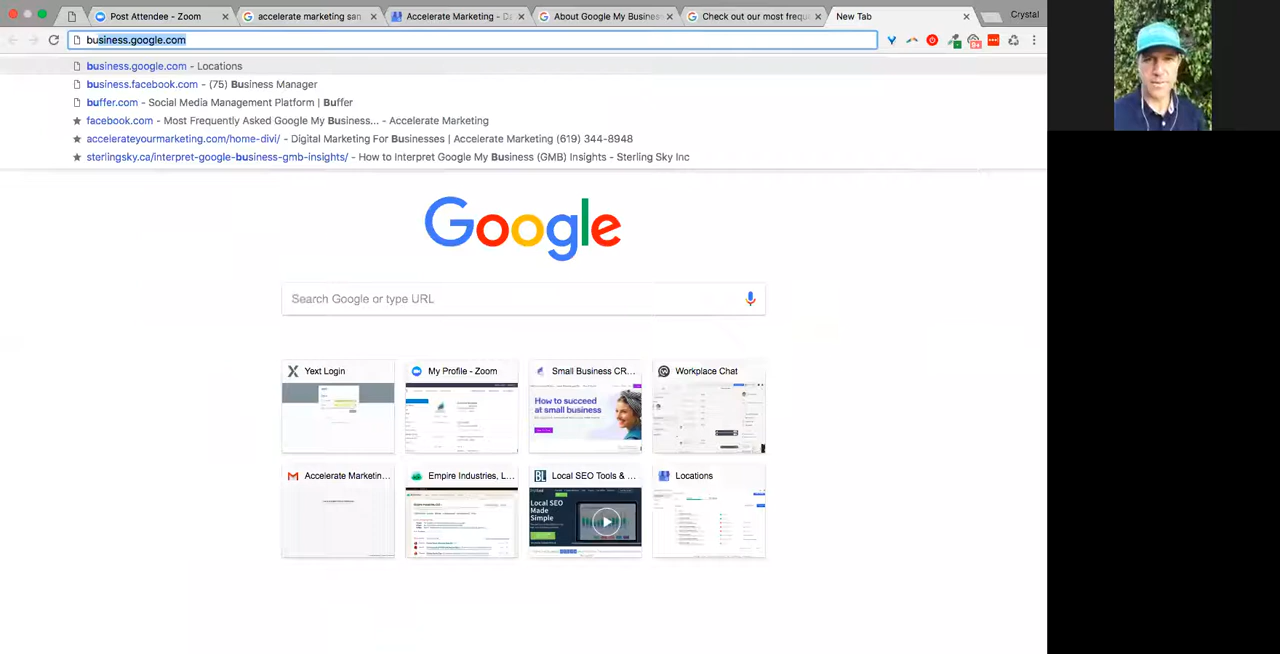 Post Attendee - Zoom
accelerate marketing san
Accelerate Marketing - Da
About Google My Busines
Check out our most frequ
New Tab
Crystal
business.google.com
business.google.com - Locations
business.facebook.com - (75) Business Manager
buffer.com - Social Media Management Platform | Buffer
facebook.com - Most Frequently Asked Google My Business... - Accelerate Marketing
accelerateyourmarketing.com/home-divi/ - Digital Marketing For Businesses | Accelerate Marketing (619) 344-8948
sterlingsky.ca/interpret-google-business-gmb-insights/ - How to Interpret Google My Business (GMB) Insights - Sterling Sky Inc
Google
Search Google or type URL
Yext Login
My Profile - Zoom
Small Business CR...
Workplace Chat
How to succeed
at small business
Accelerate Marketin...
Empire Industries, L...
BL
Local SEO Tools & ...
Locations
Local SEO
Made
Simple